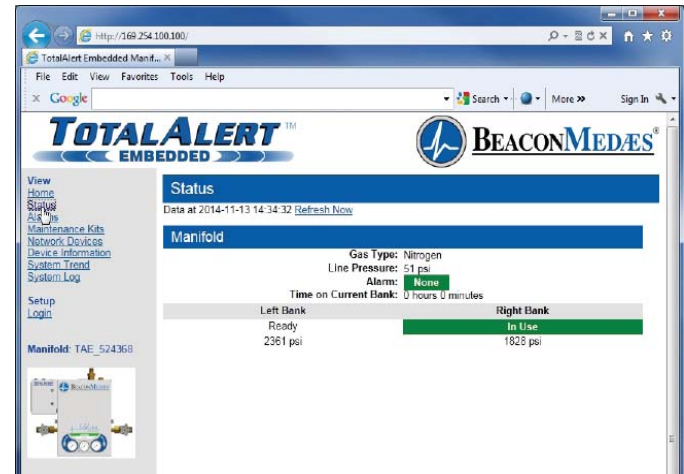 http://169.254.100.100/
TotalAlert Embedded Manif...
File Edit View Favorites Tools Help
x Google Search More >> Sign In
TOTALALERT™
EMBEDDED
BEACONMEDÆS®
View
Home
Status
Alarms
Maintenance Kits
Network Devices
Device Information
System Trend
System Log
Setup
Login
Manifold: TAE_524368
BeaconMedæs
Status
Data at 2014-11-13 14:34:32 Refresh Now
Manifold
Gas Type: Nitrogen
Line Pressure: 51 psi
Alarm: None
Time on Current Bank: 0 hours 0 minutes
Left Bank Right Bank
Ready In Use
2361 psi 1828 psi